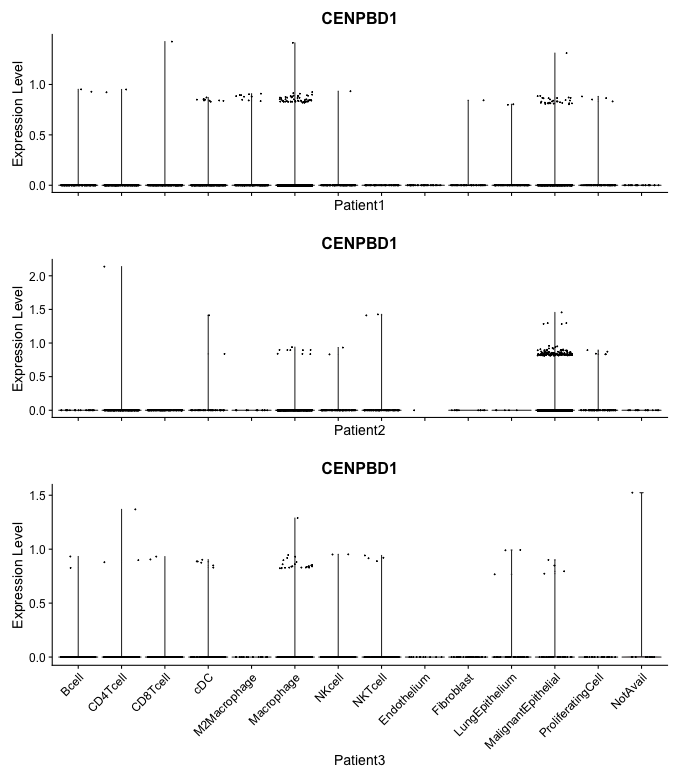 CENPBD1
Expression Level
1.0
0.5
0.0
Patient1
CENPBD1
Expression Level
2.0
1.5
1.0
0.5
0.0
Patient2
CENPBD1
Expression Level
1.5
1.0
0.5
0.0
Bcell
CD4Tcell
CD8Tcell
cDC
M2Macrophage
Macrophage
NKcell
NKTcell
Endothelium
Fibroblast
LungEpithelium
MalignantEpithelial
ProliferatingCell
NotAvail
Patient3